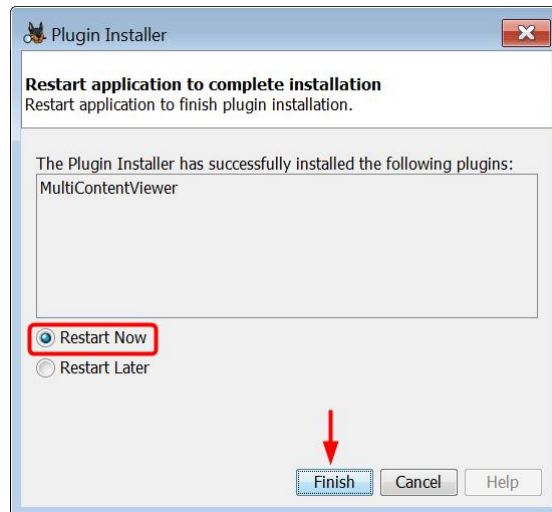 Plugin Installer
Restart application to complete installation
Restart application to finish plugin installation.
The Plugin Installer has successfully installed the following plugins:
MultiContentViewer
Restart Now
Restart Later
Finish
Cancel
Help